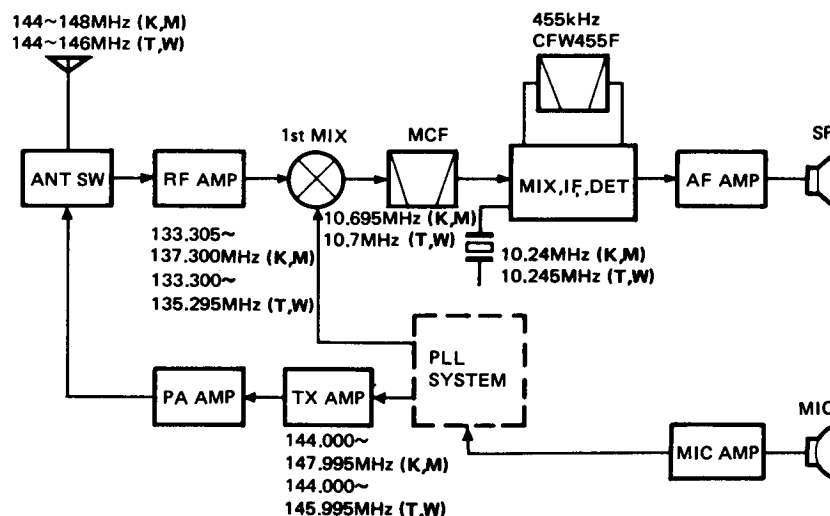 144~148MHz (K,M)
144~146MHz (T,W)
455kHz
CFW455F
1st MIX
MCF
SP
ANT SW
RF AMP
MIX,IF,DET
AF AMP
10.695MHz (K,M)
10.7MHz (T,W)
133.305~
137.300MHz (K,M)
133.300~
135.295MHz (T,W)
10.24MHz (K,M)
10.245MHz (T,W)
PLL
SYSTEM
PA AMP
TX AMP
MIC
MIC AMP
144.000~
147.995MHz (K,M)
144.000~
145.995MHz (T,W)